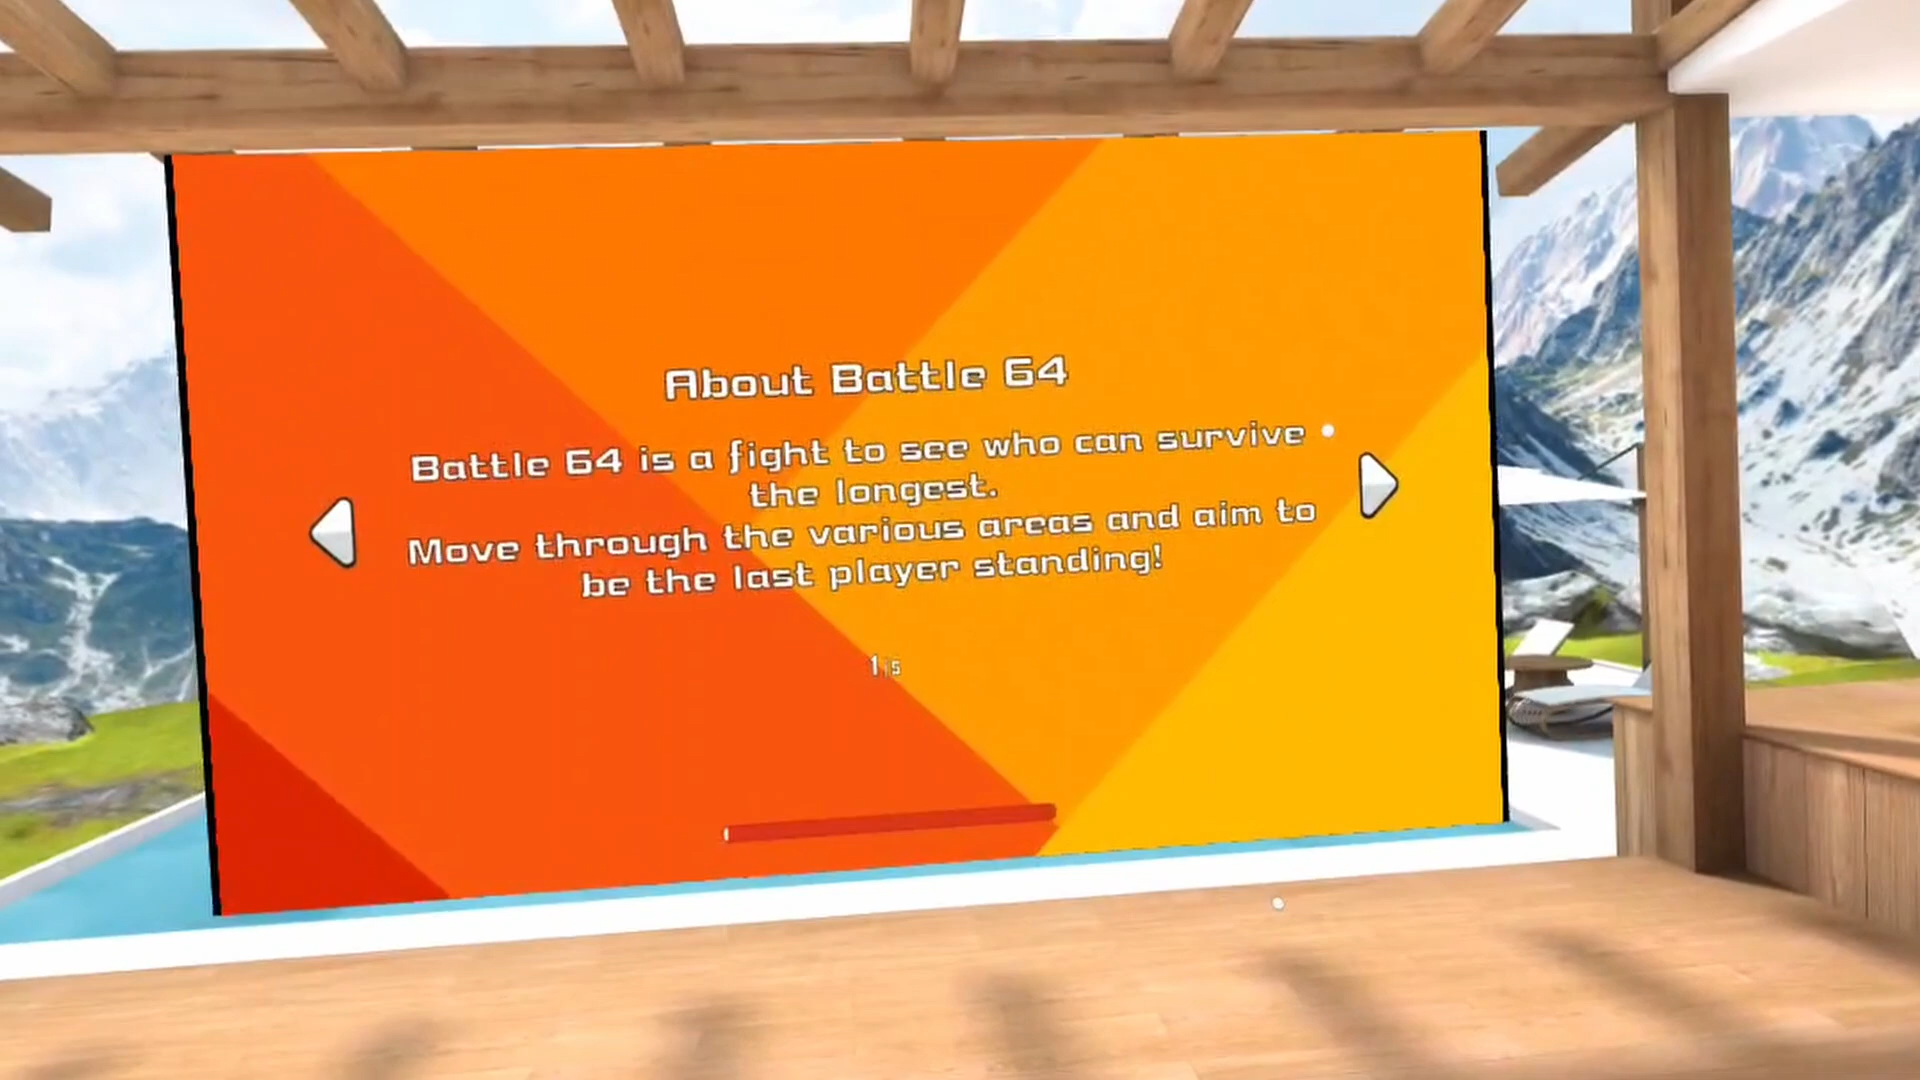 About Battle 64
Battle 64 is a fight to see who can survive
the longest.
Move through the various areas and aim to
be the last player standing!
1/5